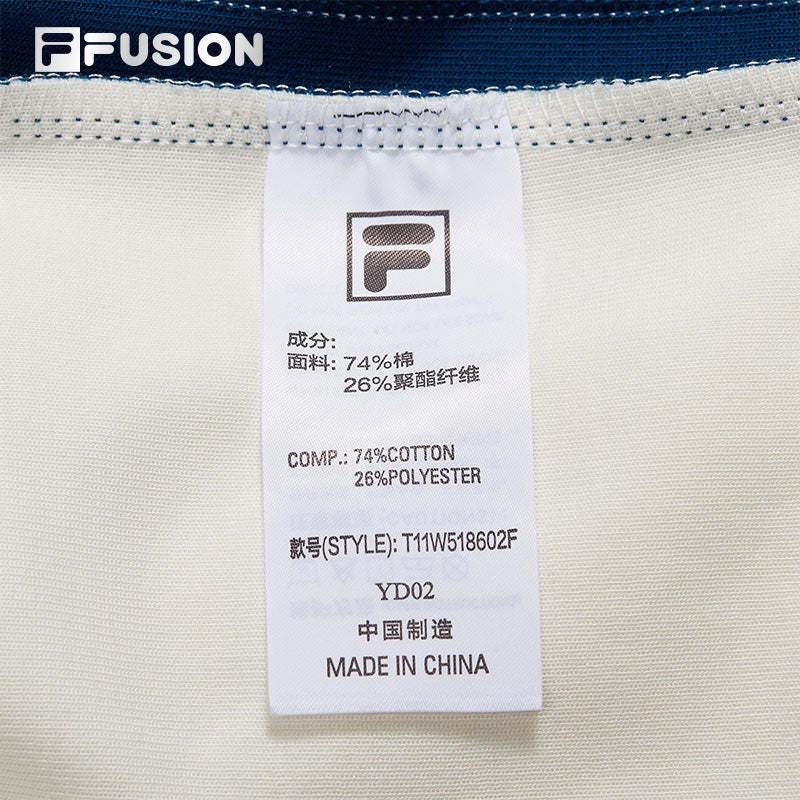 FUSION
成分:
面料: 74%棉
26%聚酯纤维
COMP.: 74%COTTON
26%POLYESTER
款号(STYLE): T11W518602F
YD02
中国制造
MADE IN CHINA